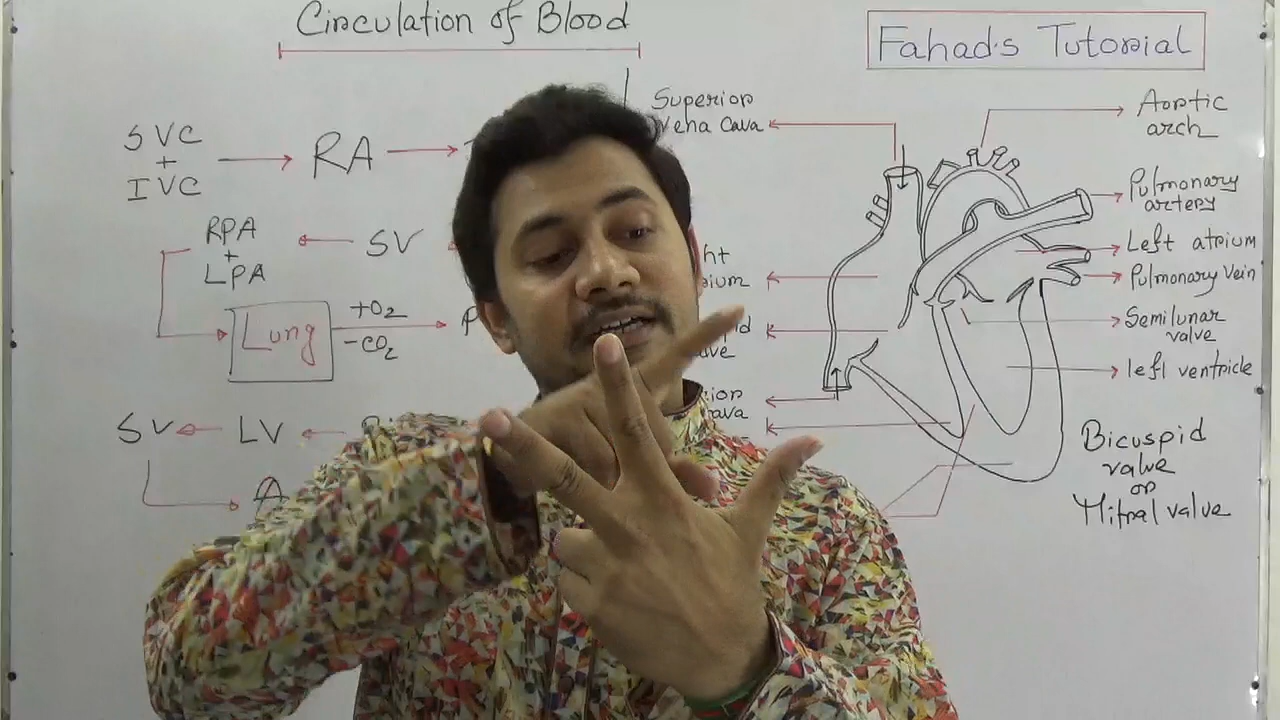 Circulation of Blood
Fahad's Tutorial
SVC
+
IVC
RA
RPA
+
LPA
SV
Lung
+O2
-CO2
SV
LV
A
Superior
Vena Cava
Aortic
arch
Pulmonary
artery
Left atrium
Pulmonary Vein
Semilunar
valve
left ventricle
Bicuspid
valve
or
Mitral valve